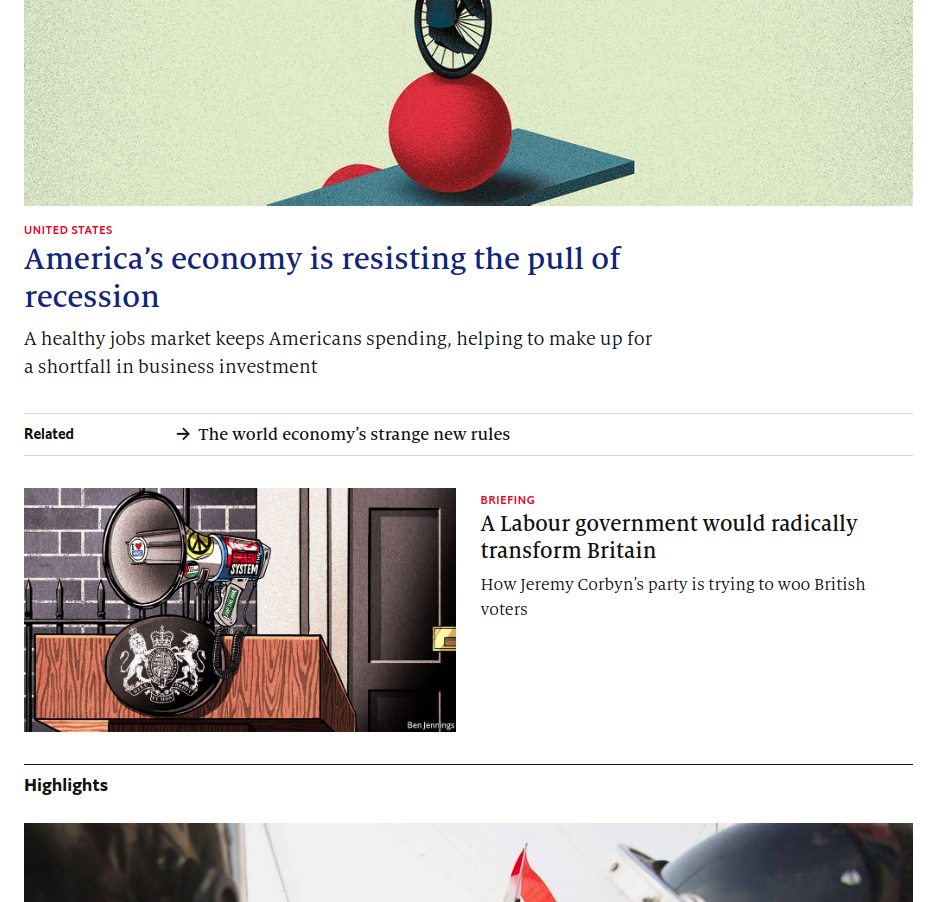 UNITED STATES
America’s economy is resisting the pull of
recession
A healthy jobs market keeps Americans spending, helping to make up for
a shortfall in business investment
Related
→ The world economy’s strange new rules
SYSTEM
Ben Jennings
BRIEFING
A Labour government would radically
transform Britain
How Jeremy Corbyn’s party is trying to woo British
voters
Highlights